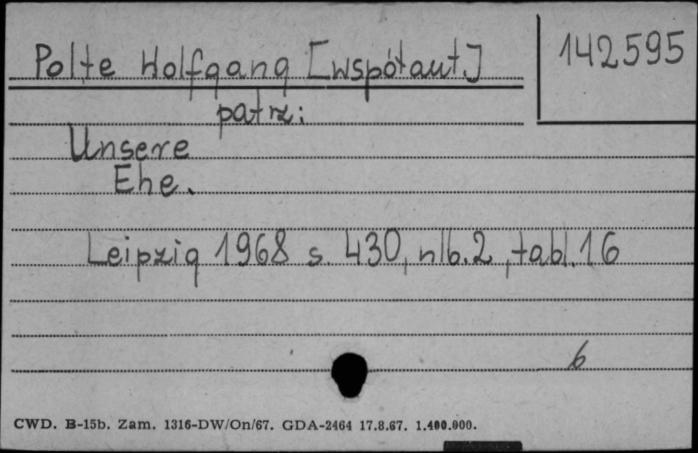 Polte Wolfgang [współaut.]
142595
patrz:
Unsere
Ehe.
Leipzig 1968 s. 430, nlb. 2, tabl. 16
6
CWD. B-15b. Zam. 1316-DW/On/67. GDA-2464 17.8.67. 1.400.000.